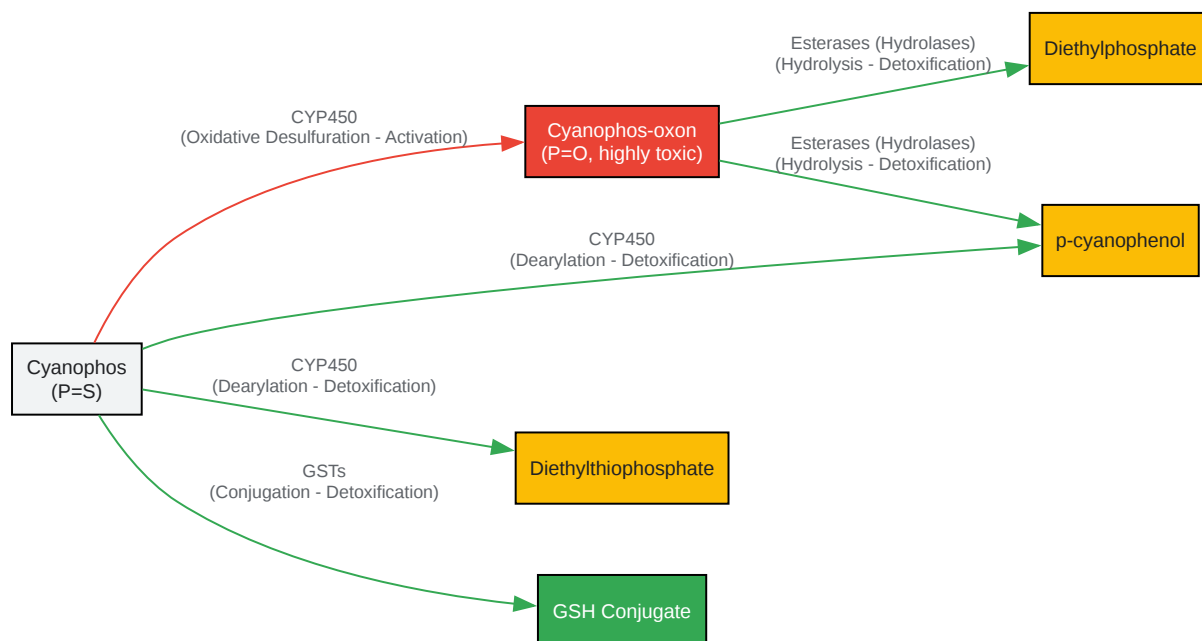 Diethylphosphate
Esterases (Hydrolases)
(Hydrolysis - Detoxification)
CYP450
(Oxidative Desulfuration - Activation)
Cyanophos-oxon
(P=O, highly toxic)
Esterases (Hydrolases)
(Hydrolysis - Detoxification)
p-cyanophenol
CYP450
(Dearylation - Detoxification)
Cyanophos
(P=S)
CYP450
(Dearylation - Detoxification)
Diethylthiophosphate
GSTs
(Conjugation - Detoxification)
GSH Conjugate